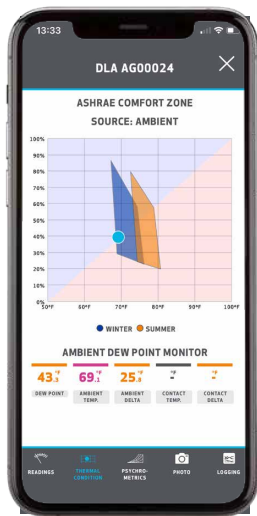 13:33
DLA AG00024
ASHRAE COMFORT ZONE
SOURCE: AMBIENT
100%
90%
80%
70%
60%
50%
40%
30%
20%
10%
0%
50°F 60°F 70°F 80°F 90°F 100°F
WINTER SUMMER
AMBIENT DEW POINT MONITOR
43.3 °F 69.1 °F 25.8 °F - °F - °F
DEW POINT AMBIENT TEMP. AMBIENT DELTA CONTACT TEMP. CONTACT DELTA
READINGS THERMAL CONDITION PSYCHRO-METRICS PHOTO LOGGING